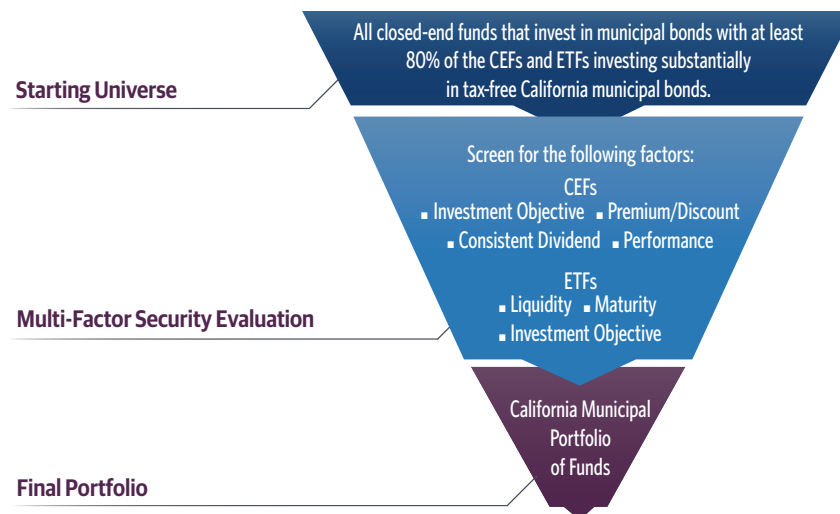 All closed-end funds that invest in municipal bonds with at least
80% of the CEFs and ETFs investing substantially
in tax-free California municipal bonds.
Starting Universe
Screen for the following factors:
CEFs
▪ Investment Objective ▪ Premium/Discount
▪ Consistent Dividend ▪ Performance
ETFs
▪ Liquidity ▪ Maturity
▪ Investment Objective
Multi-Factor Security Evaluation
California Municipal
Portfolio
of Funds
Final Portfolio